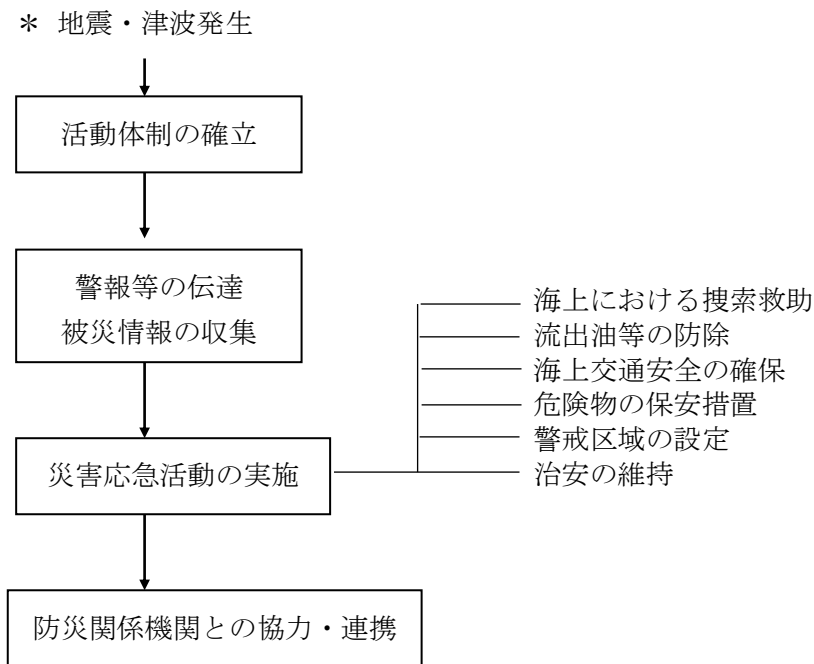 ＊ 地震・津波発生
活動体制の確立
警報等の伝達
被災情報の収集
災害応急活動の実施
海上における捜索救助
流出油等の防除
海上交通安全の確保
危険物の保安措置
警戒区域の設定
治安の維持
防災関係機関との協力・連携